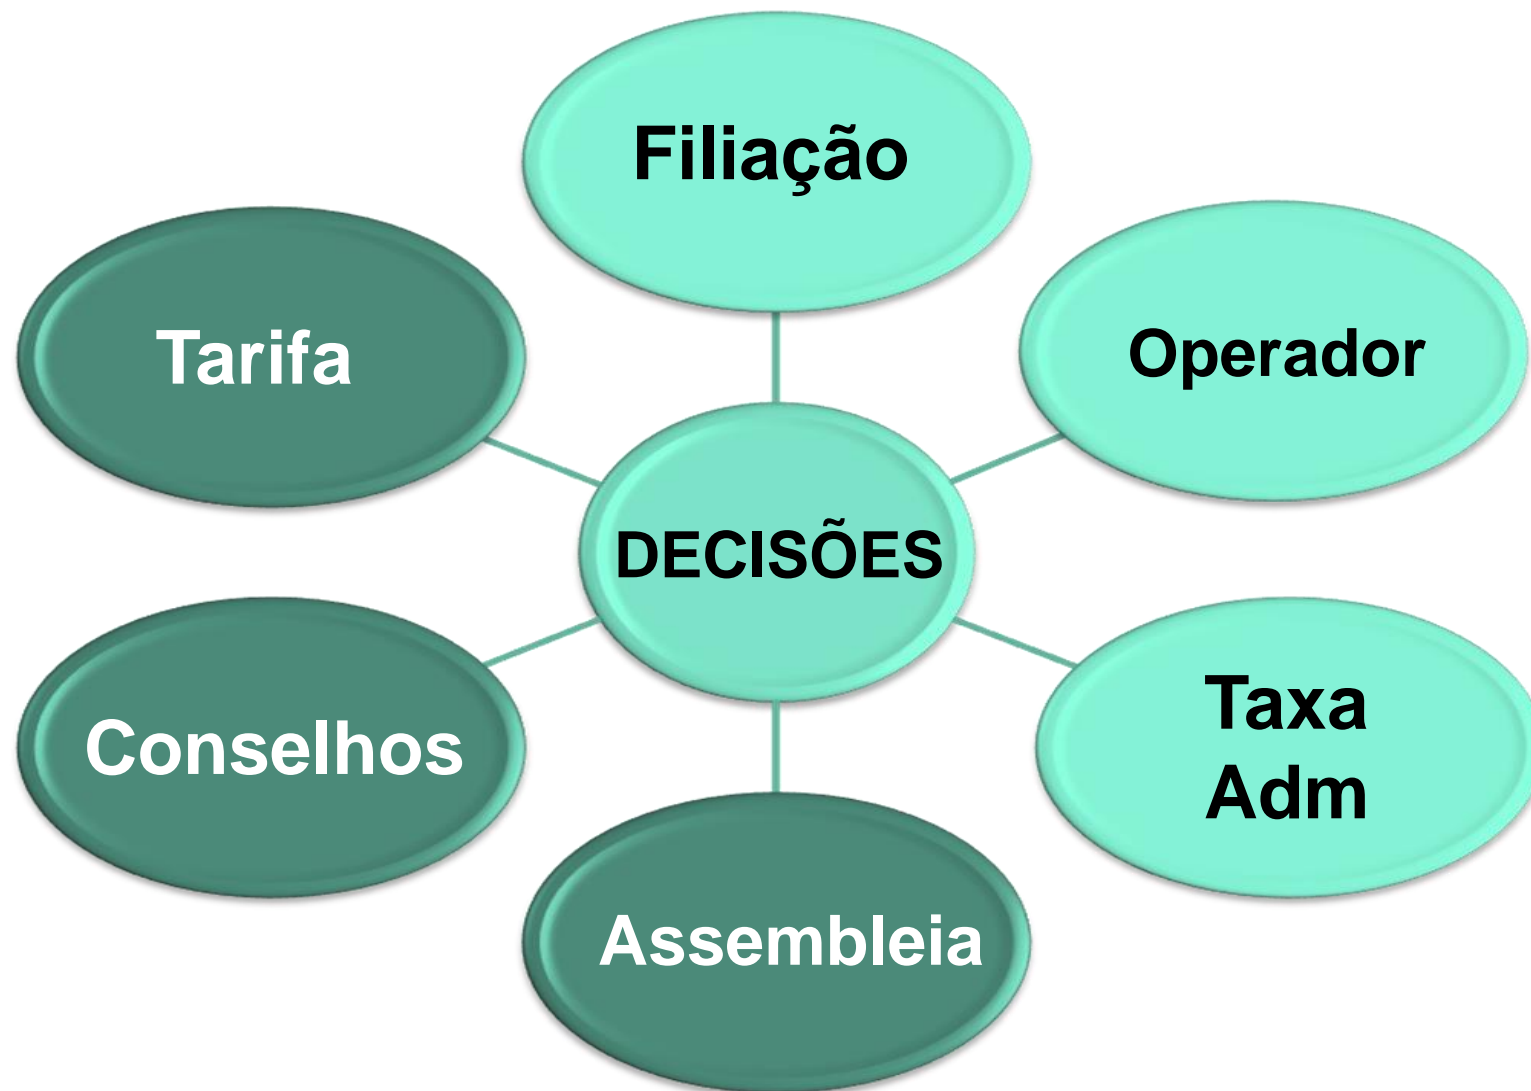 Filiação
Tarifa
Operador
DECISÕES
Conselhos
Taxa
Adm
Assembleia